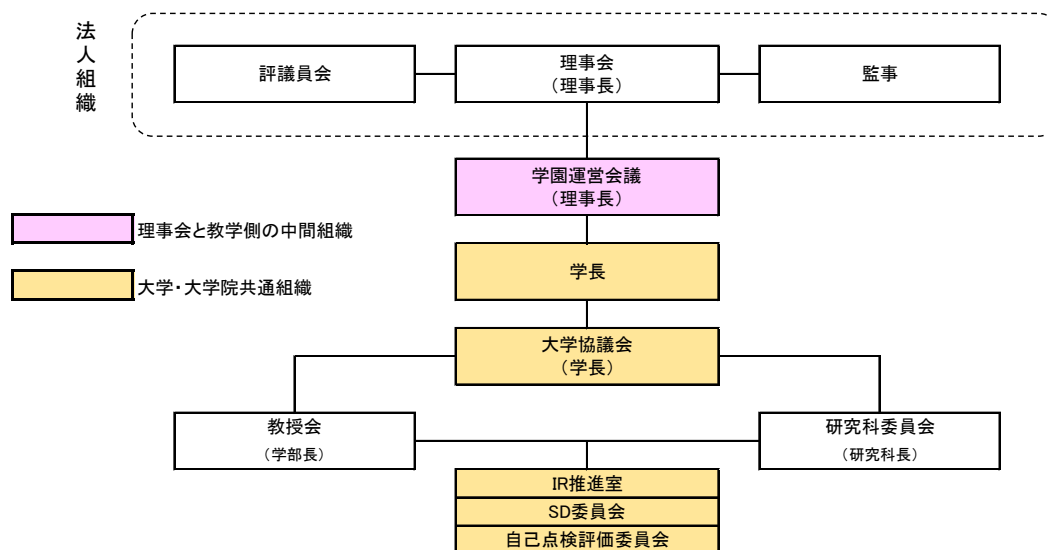 法人組織
評議員会
理事会
（理事長）
監事
学園運営会議
（理事長）
理事会と教学側の中間組織
学長
大学・大学院共通組織
大学協議会
（学長）
教授会
（学部長）
研究科委員会
（研究科長）
IR推進室
SD委員会
自己点検評価委員会